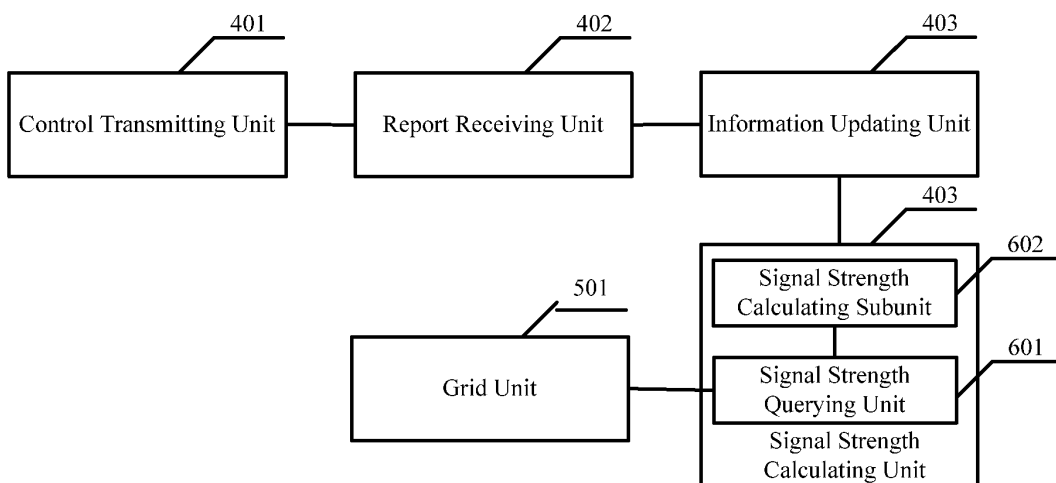 401
402
403
Control Transmitting Unit
Report Receiving Unit
Information Updating Unit
403
602
Signal Strength
Calculating Subunit
501
601
Grid Unit
Signal Strength
Querying Unit
Signal Strength
Calculating Unit